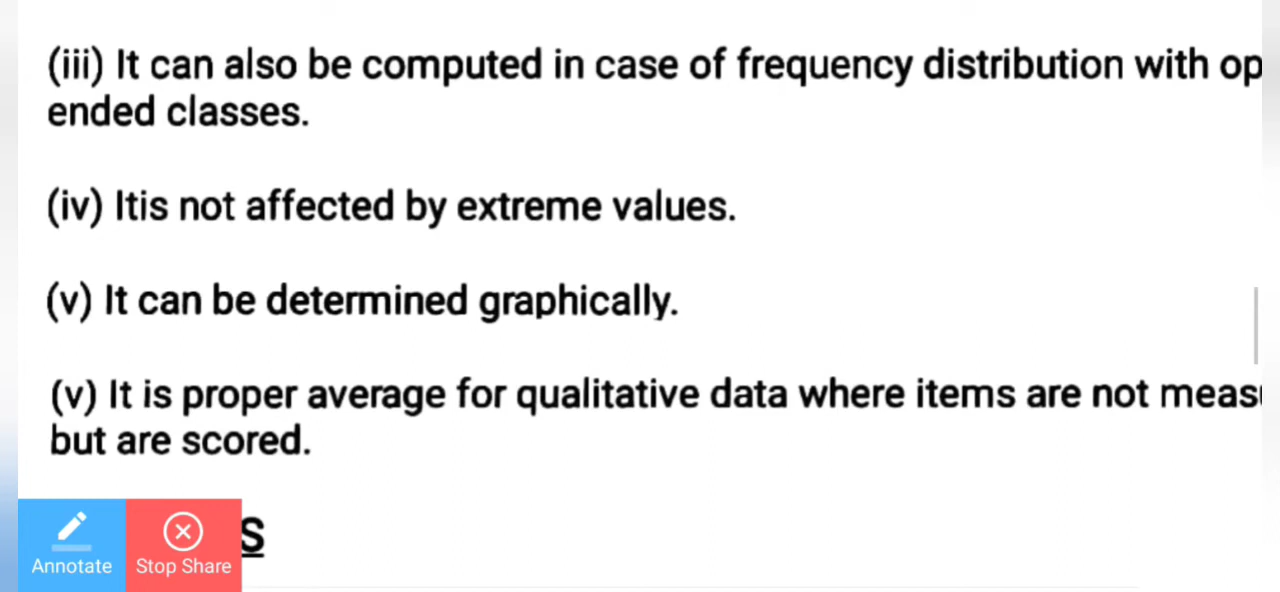 (iii) It can also be computed in case of frequency distribution with op
ended classes.
(iv) Itis not affected by extreme values.
(v) It can be determined graphically.
(v) It is proper average for qualitative data where items are not meas
but are scored.
S
Annotate Stop Share